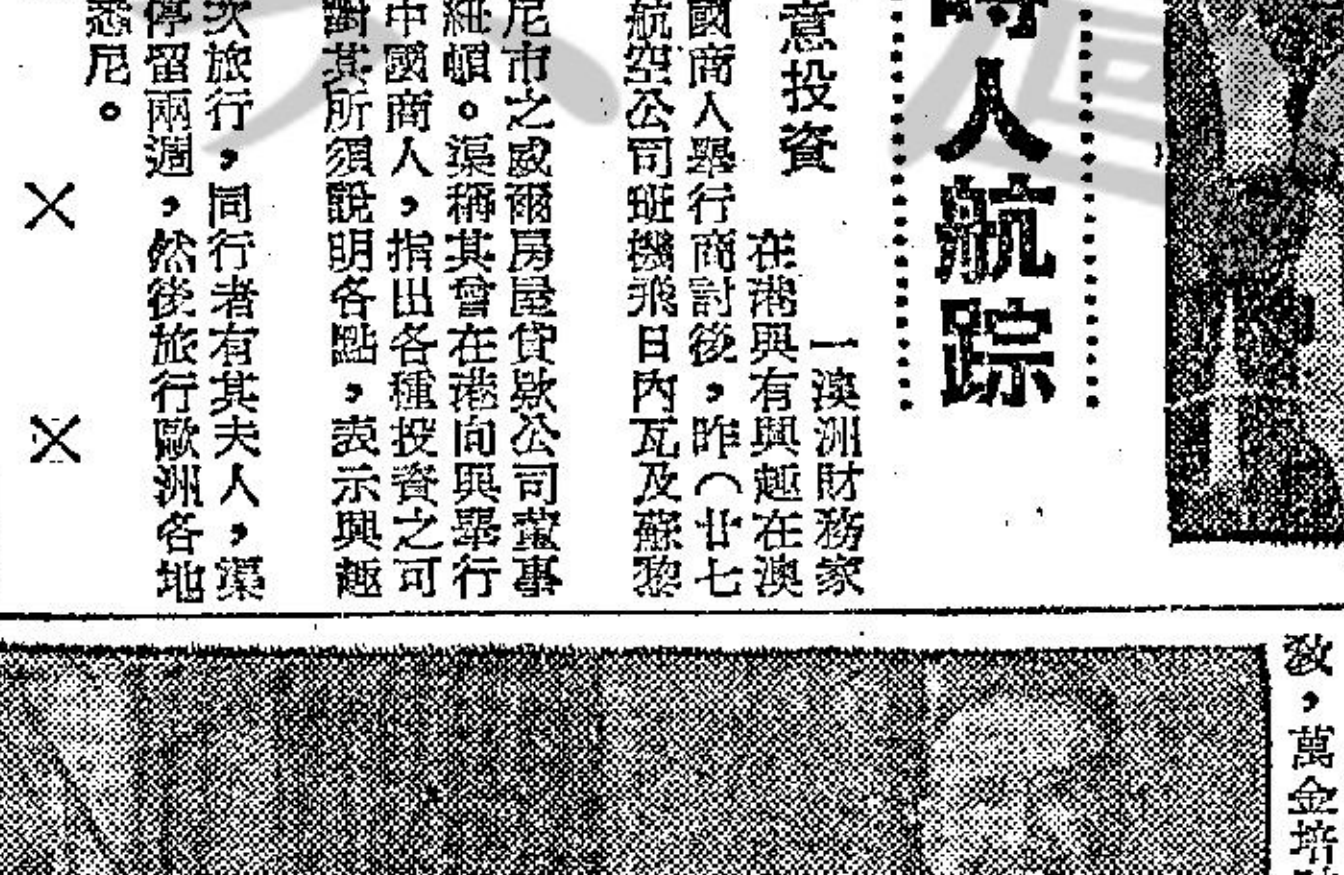 時人航踪
意投資
一澳洲財務家
在港與有興趣在澳
國商人舉行商討後，昨（廿七
航空公司班機飛日內瓦及蘇黎
尼市之威爾房屋貸欵公司董事
紐頓。渠稱其曾在港向與舉行
中國商人，指出各種投資之可
對其所須說明各點，表示興趣
次旅行，同行者有其夫人，渠
停留兩週，然後旅行歐洲各地
悉尼。
×
×
敎，萬金培